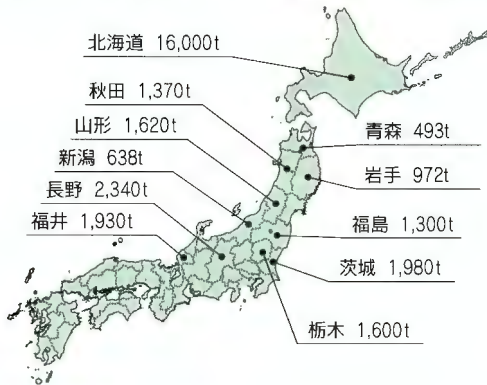 北海道 16,000t
秋田 1,370t
山形 1,620t
新潟 638t
長野 2,340t
福井 1,930t
青森 493t
岩手 972t
福島 1,300t
茨城 1,980t
栃木 1,600t